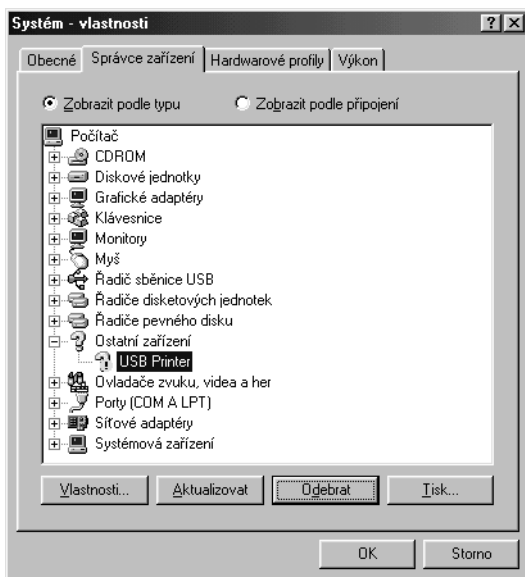 Systém - vlastnosti
Obecné Správce zařízení Hardwarové profily Výkon
Zobrazit podle typu Zobrazit podle připojení
Počítač
CDROM
Diskové jednotky
Grafické adaptéry
Klávesnice
Monitory
Myš
Řadič sběnice USB
Řadiče disketových jednotek
Řadiče pevného disku
Ostatní zařízení
USB Printer
Ovladače zvuku, videa a her
Porty (COM A LPT)
Síťové adaptéry
Systémová zařízení
Vlastnosti... Aktualizovat Odebrat Tisk...
OK Storno